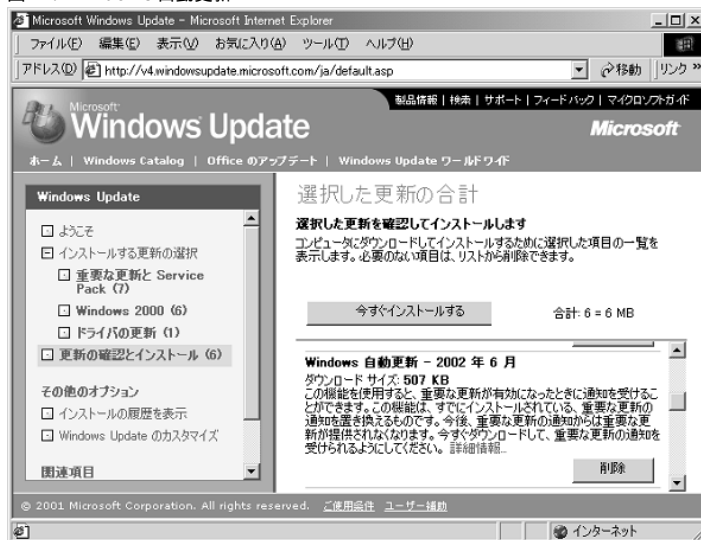 Microsoft Windows Update - Microsoft Internet Explorer
ファイル(F) 編集(E) 表示(V) お気に入り(A) ツール(T) ヘルプ(H)
アドレス(D) http://v4.windowsupdate.microsoft.com/ja/default.asp 移動 リンク »
製品情報 | 検索 | サポート | フィードバック | マイクロソフトガイド
Microsoft
Windows Update
Microsoft
ホーム | Windows Catalog | Office のアップデート | Windows Update ワールドワイド
Windows Update
ようこそ
インストールする更新の選択
重要な更新と Service
Pack (7)
Windows 2000 (6)
ドライバの更新 (1)
更新の確認とインストール (6)
その他のオプション
インストールの履歴を表示
Windows Update のカスタマイズ
関連項目
選択した更新の合計
選択した更新を確認してインストールします
コンピュータにダウンロードしてインストールするために選択した項目の一覧を
表示します。必要のない項目は、リストから削除できます。
今すぐインストールする
合計: 6 = 6 MB
Windows 自動更新 - 2002 年 6 月
ダウンロード サイズ: 507 KB
この機能を使用すると、重要な更新が有効になったときに通知を受けるこ
とができます。この機能は、すでにインストールされている、重要な更新の
通知を置き換えるものです。今後、重要な更新の通知からは重要な更
新が提供されなくなります。今すぐダウンロードして、重要な更新の通知を
受けられるようにしてください。 詳細情報...
削除
© 2001 Microsoft Corporation. All rights reserved. ご使用条件 ユーザー補助
インターネット